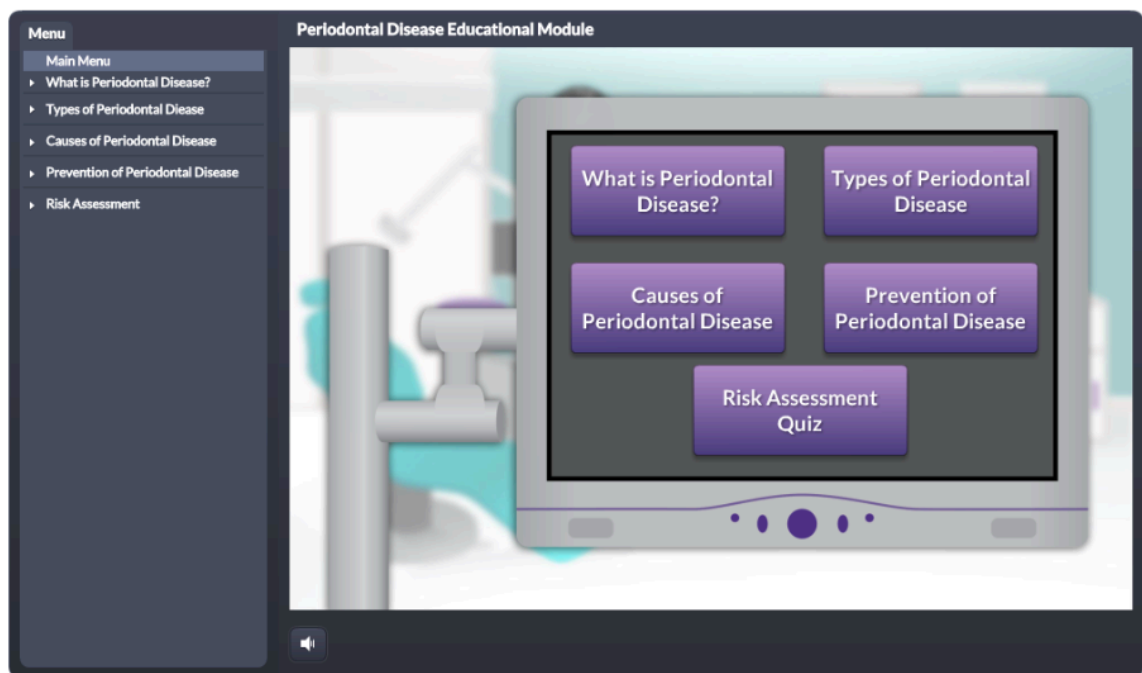 Menu
Main Menu
What is Periodontal Disease?
Types of Periodontal Diease
Causes of Periodontal Disease
Prevention of Periodontal Disease
Risk Assessment
Periodontal Disease Educational Module
What is Periodontal
Disease?
Types of Periodontal
Disease
Causes of
Periodontal Disease
Prevention of
Periodontal Disease
Risk Assessment
Quiz